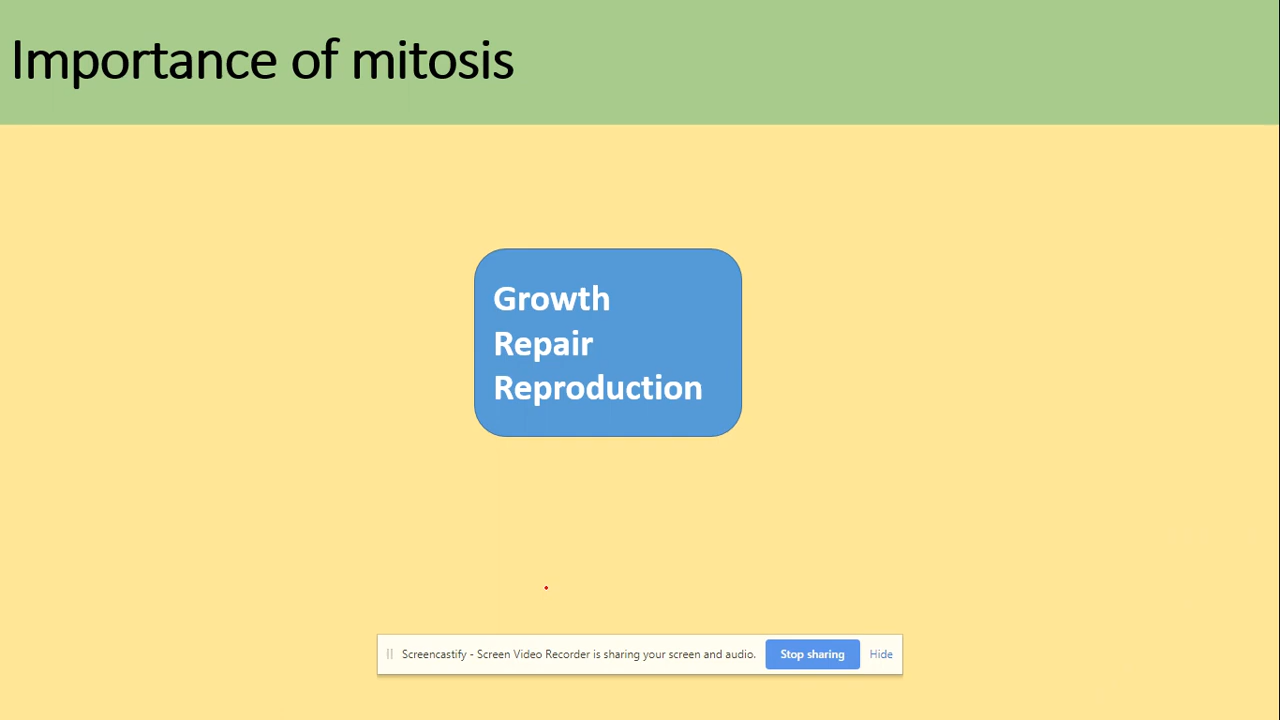 Importance of mitosis
Growth
Repair
Reproduction
Screencastify - Screen Video Recorder is sharing your screen and audio. Stop sharing Hide